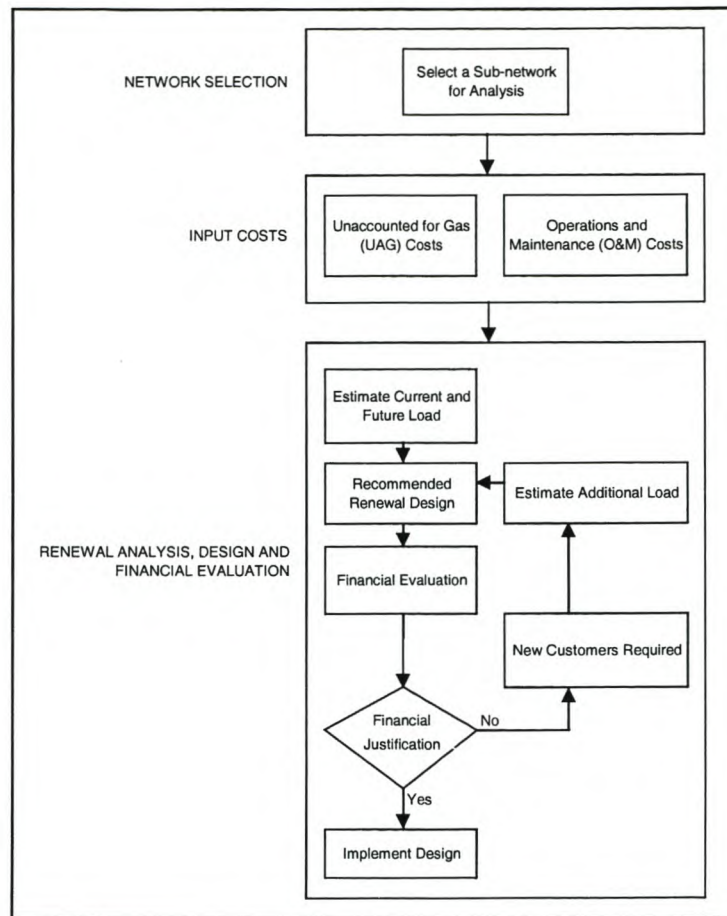 NETWORK SELECTION
Select a Sub-network
for Analysis
INPUT COSTS
Unaccounted for Gas
(UAG) Costs
Operations and
Maintenance (O&M) Costs
RENEWAL ANALYSIS, DESIGN AND
FINANCIAL EVALUATION
Estimate Current and
Future Load
Recommended
Renewal Design
Estimate Additional Load
Financial Evaluation
New Customers Required
Financial
Justification
No
Yes
Implement Design